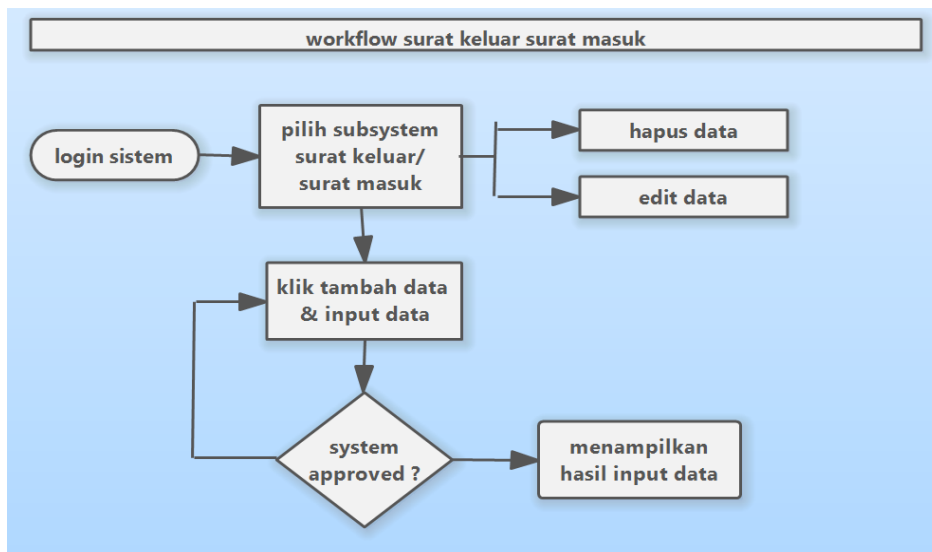 workflow surat keluar surat masuk
login sistem
pilih subsystem
surat keluar/
surat masuk
hapus data
edit data
klik tambah data
& input data
system
approved ?
menampilkan
hasil input data